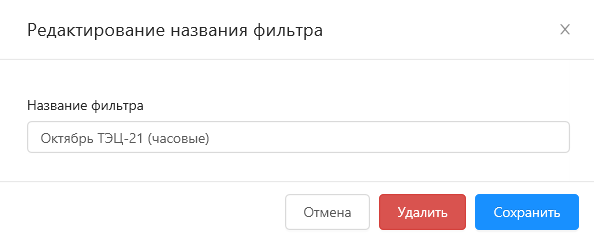 Редактирование названия фильтра
Название фильтра
Октябрь ТЭЦ-21 (часовые)
Отмена
Удалить
Сохранить